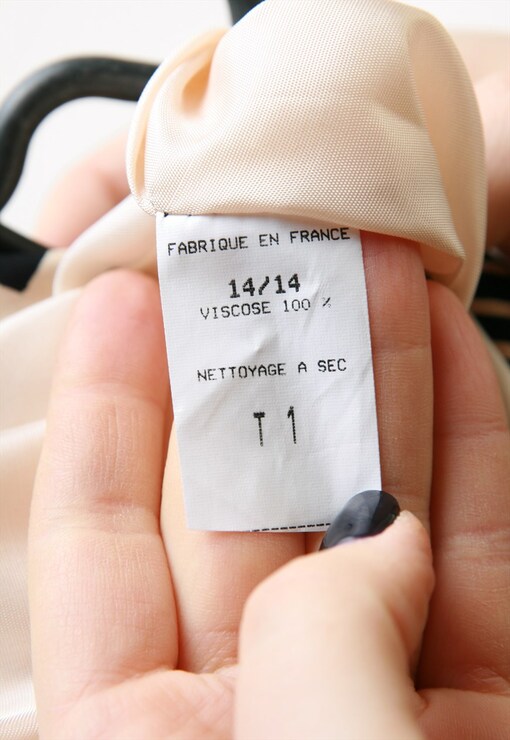 FABRIQUE EN FRANCE
14/14
VISCOSE 100 %
NETTOYAGE A SEC
T 1